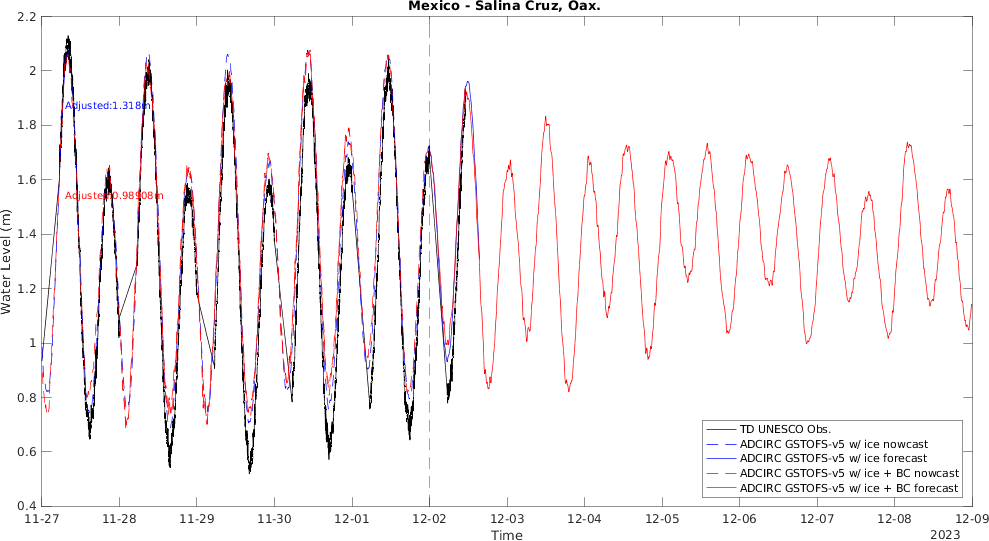 Mexico - Salina Cruz, Oax.
2.2
2
1.8
1.6
1.4
1.2
1
0.8
0.6
0.4
Water Level (m)
Adjusted:1.318m
Adjusted:0.98908m
TD UNESCO Obs.
ADCIRC GSTOFS-v5 w/ ice nowcast
ADCIRC GSTOFS-v5 w/ ice forecast
ADCIRC GSTOFS-v5 w/ ice + BC nowcast
ADCIRC GSTOFS-v5 w/ ice + BC forecast
11-27 11-28 11-29 11-30 12-01 12-02 12-03 12-04 12-05 12-06 12-07 12-08 12-09
Time
2023